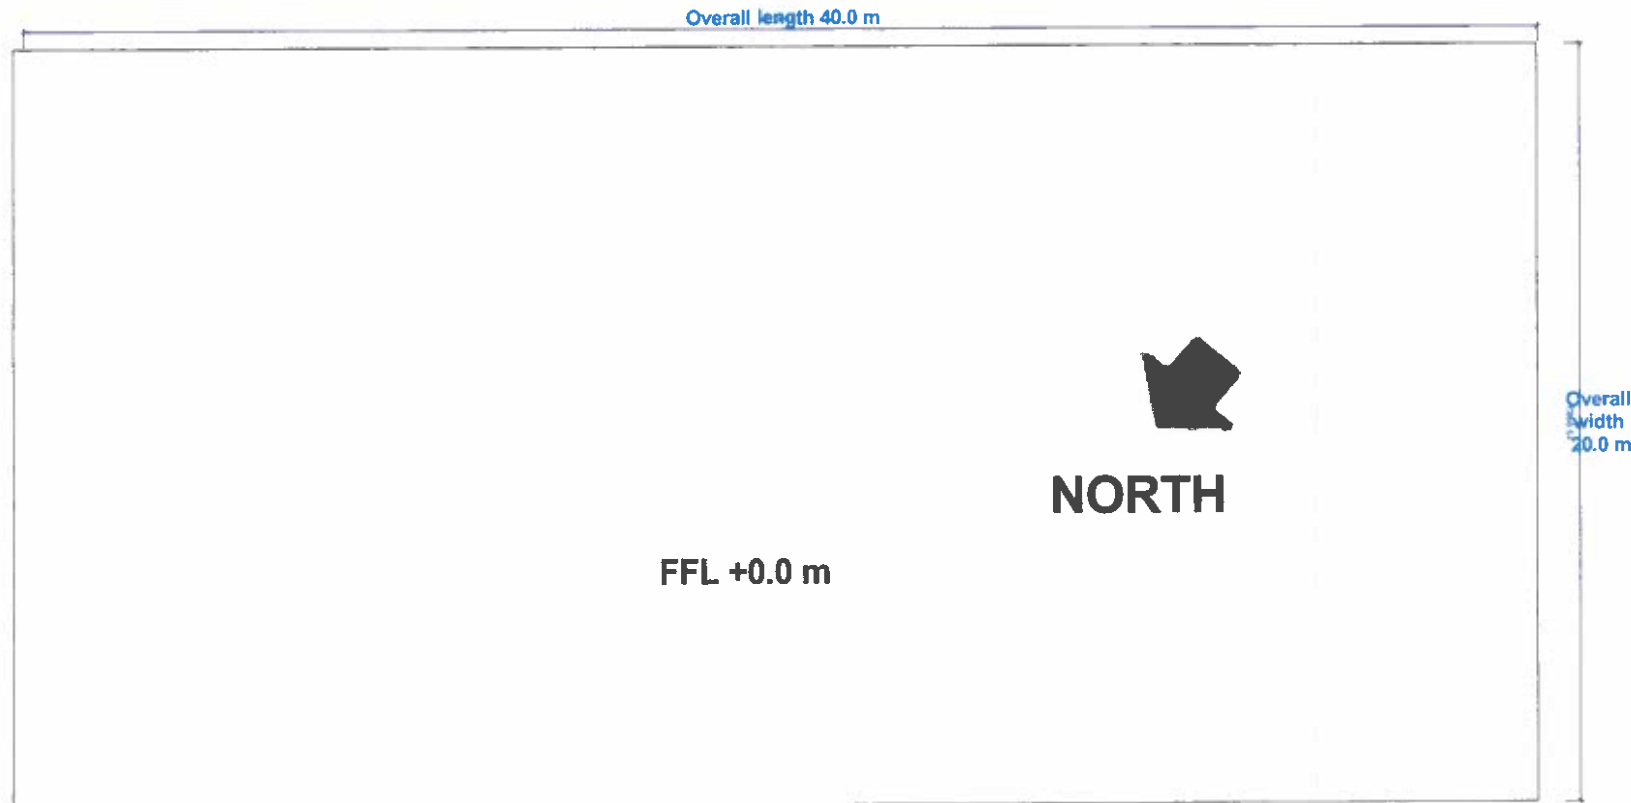 Overall length 40.0 m
Overall
width
20.0 m
NORTH
FFL +0.0 m